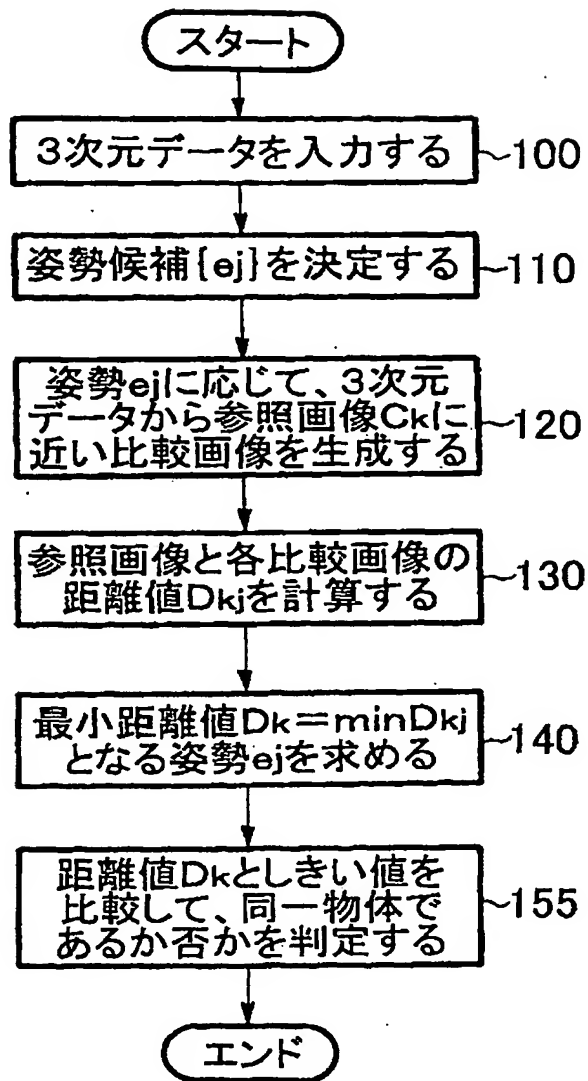 スタート
3次元データを入力する ~100
姿勢候補{ej}を決定する ~110
姿勢ejに応じて、3次元
データから参照画像Ckに ~120
近い比較画像を生成する
参照画像と各比較画像の ~130
距離値Dkjを計算する
最小距離値Dk=minDkj ~140
となる姿勢ejを求める
距離値Dkとしきい値を
比較して、同一物体で ~155
あるか否かを判定する
エンド